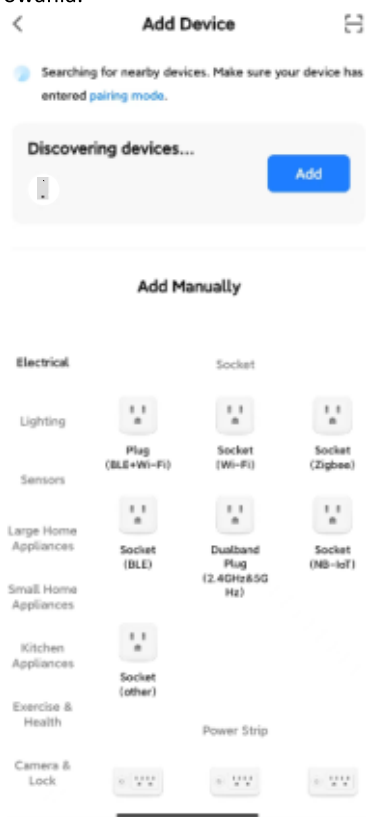 Add Device
Searching for nearby devices. Make sure your device has
entered pairing mode.
Discovering devices...
Add
Add Manually
Electrical
Lighting
Sensors
Large Home
Appliances
Small Home
Appliances
Kitchen
Appliances
Exercise &
Health
Camera &
Lock
Socket
Plug
(BLE+Wi-Fi)
Socket
(Wi-Fi)
Socket
(Zigbee)
Socket
(BLE)
Dualband
Plug
(2.4GHz&5G
Hz)
Socket
(NB-IoT)
Socket
(other)
Power Strip